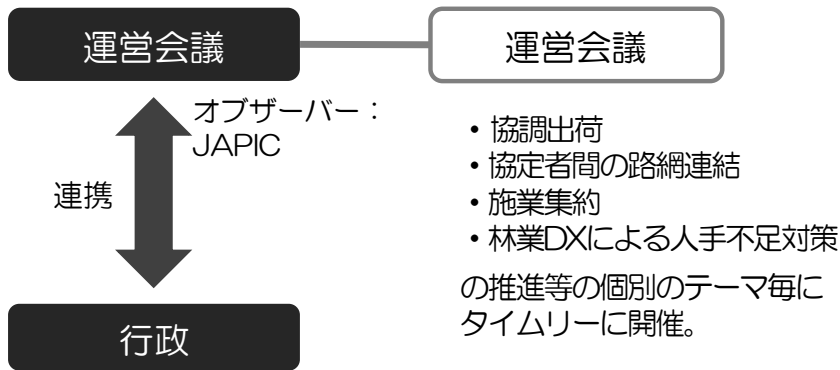 運営会議
運営会議
オブザーバー：
JAPIC
連携
行政
・協調出荷
・協定者間の路網連結
・施業集約
・林業DXによる人手不足対策
の推進等の個別のテーマ毎に
タイムリーに開催。